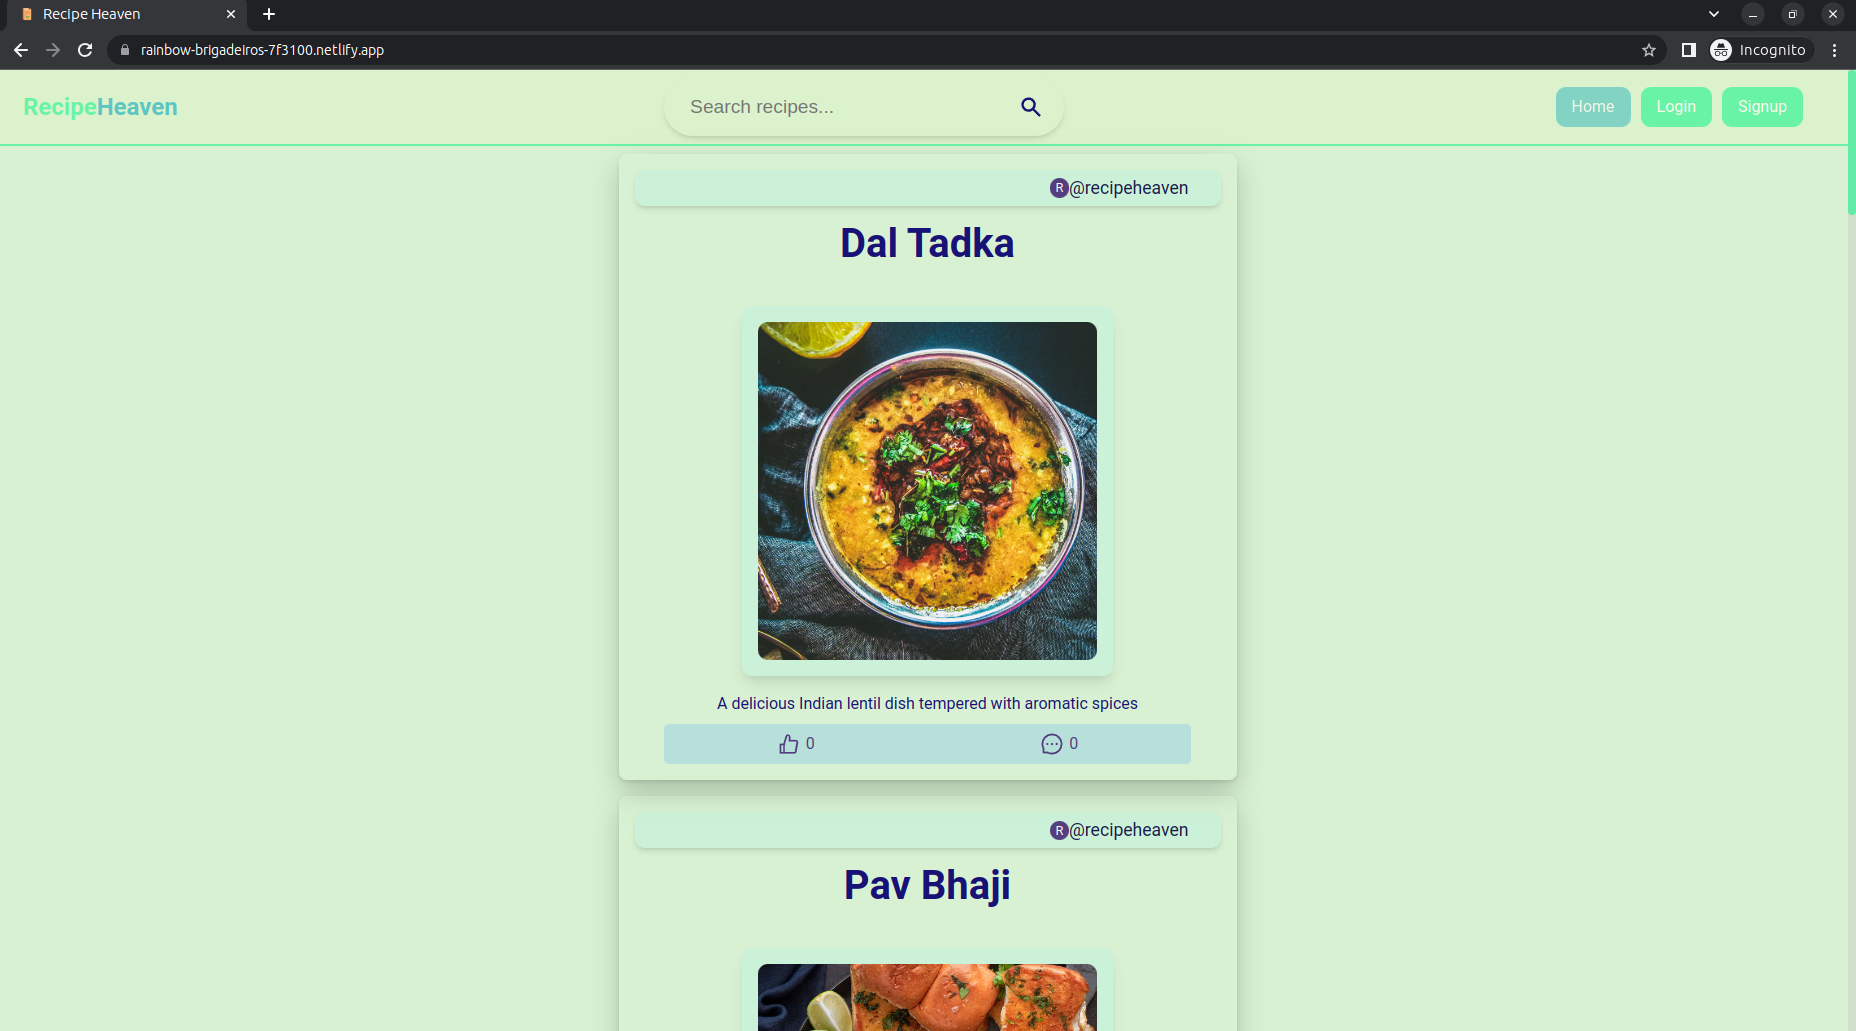 Recipe Heaven
rainbow-brigadeiros-7f3100.netlify.app
Incognito
RecipeHeaven
Search recipes...
Home
Login
Signup
R@recipeheaven
Dal Tadka
A delicious Indian lentil dish tempered with aromatic spices
0
0
R@recipeheaven
Pav Bhaji